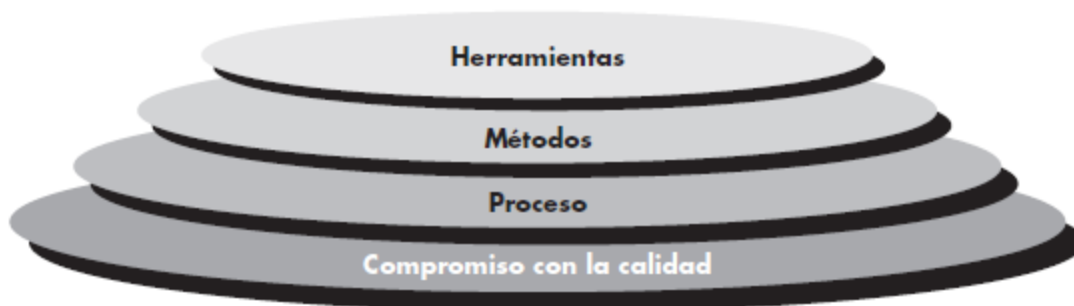 Herramientas
Métodos
Proceso
Compromiso con la calidad